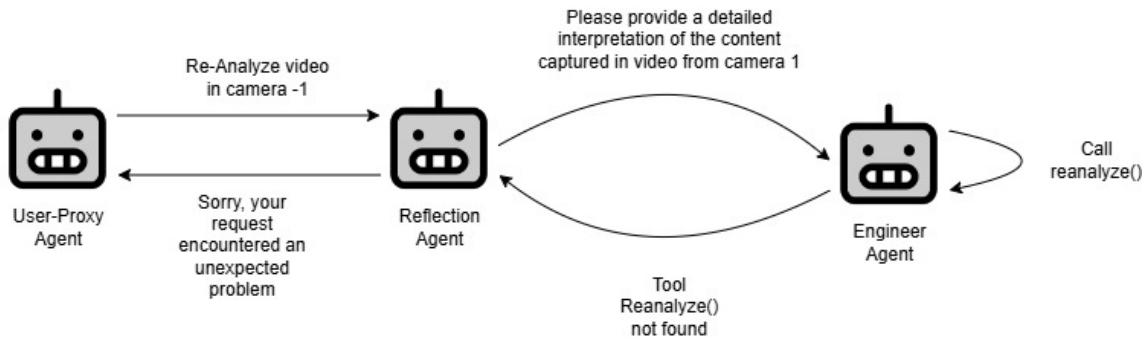 Please provide a detailed
interpretation of the content
captured in video from camera 1
Re-Analyze video
in camera -1
Call
reanalyze()
User-Proxy
Agent
Sorry, your
request
encountered an
unexpected
problem
Reflection
Agent
Engineer
Agent
Tool
Reanalyze()
not found